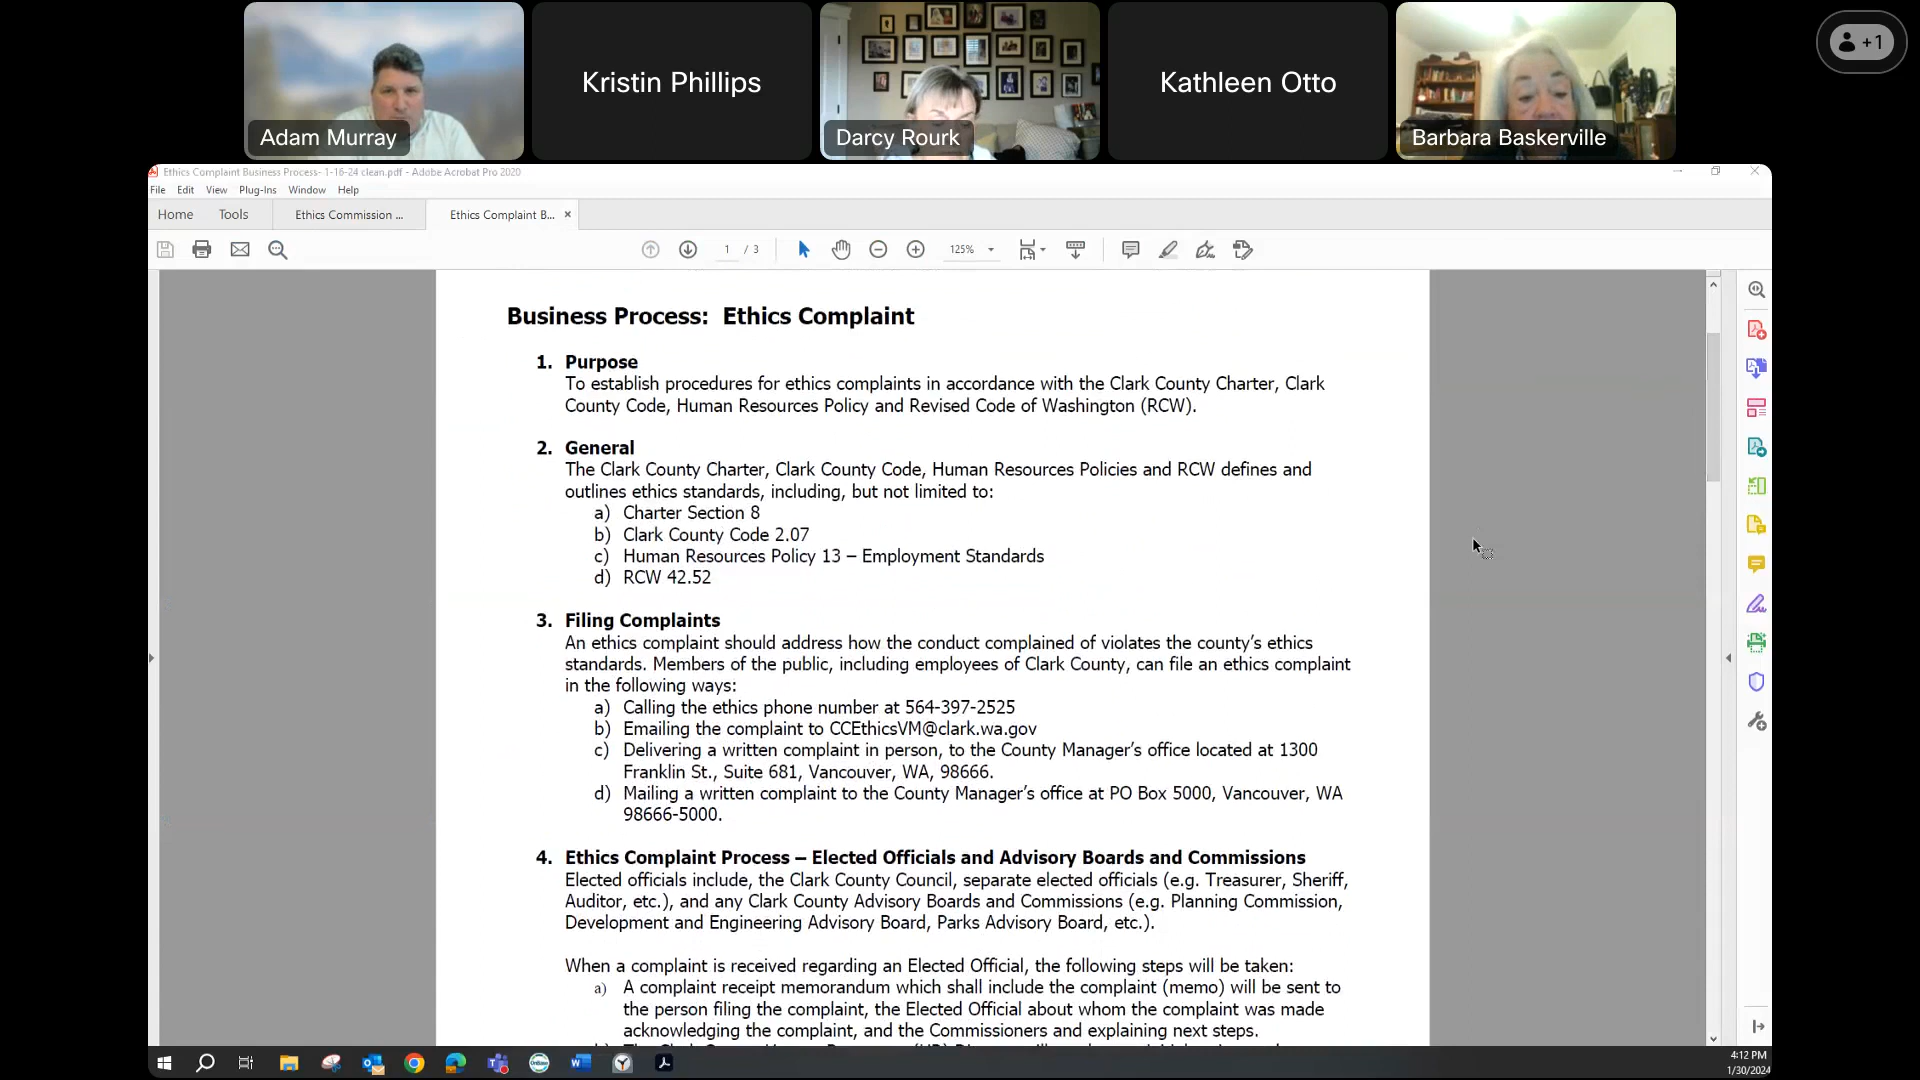 Adam Murray
Kristin Phillips
Darcy Rourk
Kathleen Otto
Barbara Baskerville
+1
Ethics Complaint Business Process- 1-16-24 clean.pdf - Adobe Acrobat Pro 2020
File Edit View Plug-Ins Window Help
Home Tools Ethics Commission ... Ethics Complaint B... ×
1 / 3 125%
Business Process: Ethics Complaint
1. Purpose
To establish procedures for ethics complaints in accordance with the Clark County Charter, Clark
County Code, Human Resources Policy and Revised Code of Washington (RCW).
2. General
The Clark County Charter, Clark County Code, Human Resources Policies and RCW defines and
outlines ethics standards, including, but not limited to:
a) Charter Section 8
b) Clark County Code 2.07
c) Human Resources Policy 13 – Employment Standards
d) RCW 42.52
3. Filing Complaints
An ethics complaint should address how the conduct complained of violates the county’s ethics
standards. Members of the public, including employees of Clark County, can file an ethics complaint
in the following ways:
a) Calling the ethics phone number at 564-397-2525
b) Emailing the complaint to CCEthicsVM@clark.wa.gov
c) Delivering a written complaint in person, to the County Manager’s office located at 1300
Franklin St., Suite 681, Vancouver, WA, 98666.
d) Mailing a written complaint to the County Manager’s office at PO Box 5000, Vancouver, WA
98666-5000.
4. Ethics Complaint Process – Elected Officials and Advisory Boards and Commissions
Elected officials include, the Clark County Council, separate elected officials (e.g. Treasurer, Sheriff,
Auditor, etc.), and any Clark County Advisory Boards and Commissions (e.g. Planning Commission,
Development and Engineering Advisory Board, Parks Advisory Board, etc.).
When a complaint is received regarding an Elected Official, the following steps will be taken:
a) A complaint receipt memorandum which shall include the complaint (memo) will be sent to
the person filing the complaint, the Elected Official about whom the complaint was made
acknowledging the complaint, and the Commissioners and explaining next steps.
4:12 PM
1/30/2024